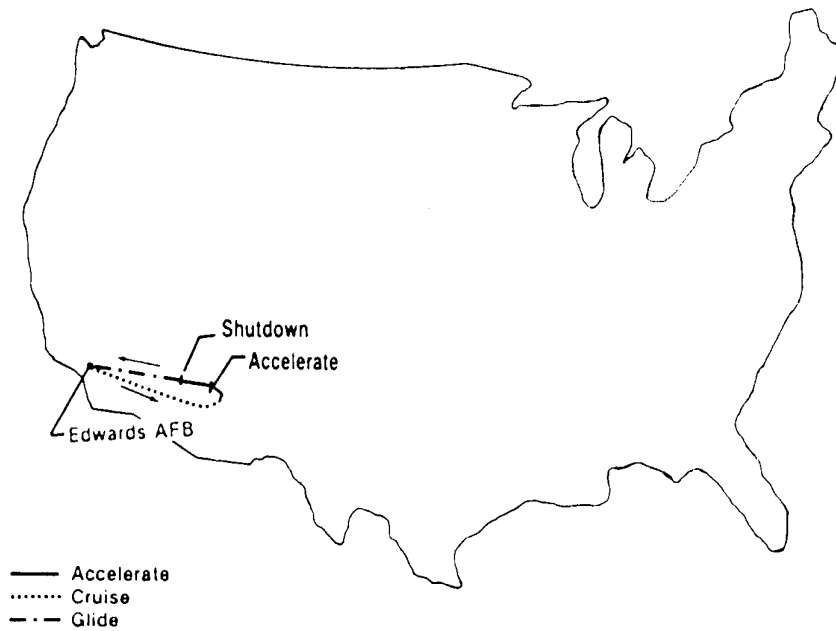 Shutdown
Accelerate
Edwards AFB
Accelerate
Cruise
Glide